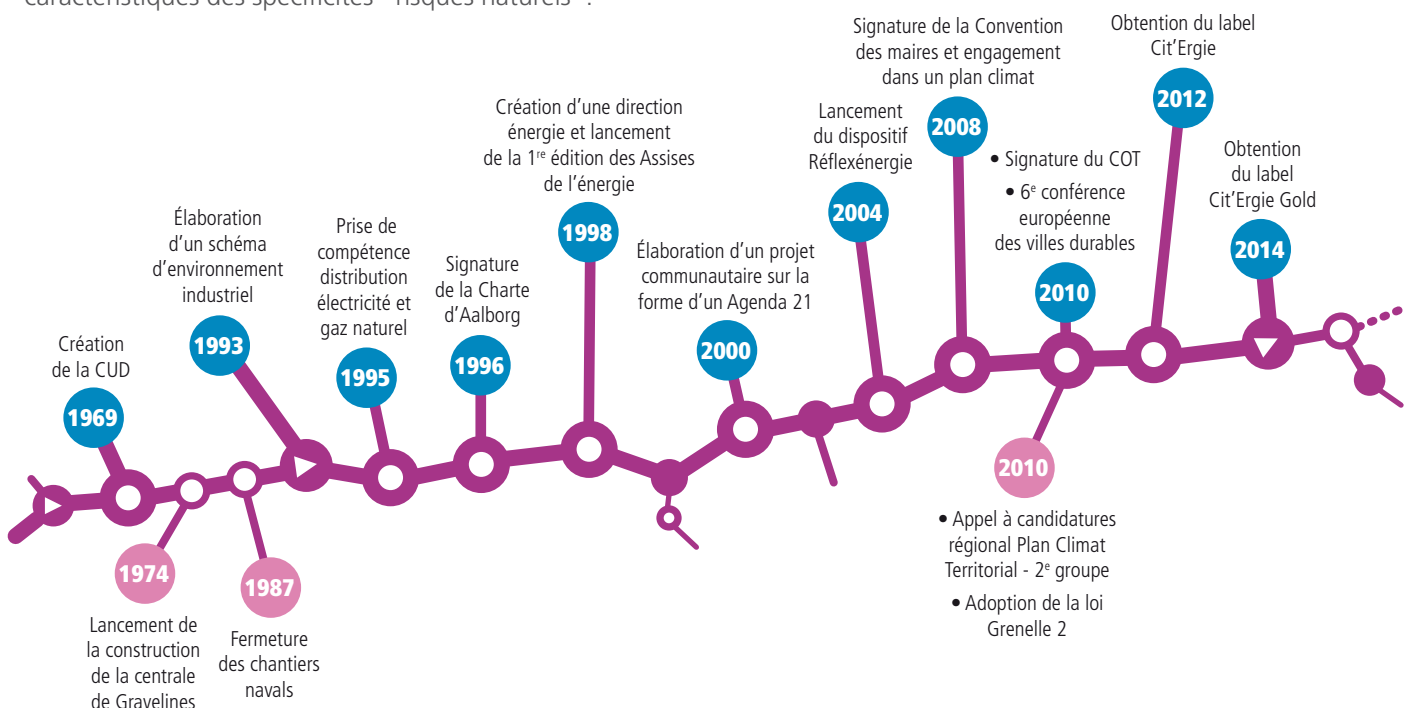 caractéristiques des spécificités "risques naturels".
Création
de la CUD
1969
1974
Lancement de
la construction
de la centrale
de Gravelines
1987
Fermeture
des chantiers
navals
Élaboration
d'un schéma
d'environnement
industriel
1993
Prise de
compétence
distribution
électricité et
gaz naturel
1995
Signature
de la Charte
d'Aalborg
1996
Création d'une direction
énergie et lancement
de la 1re édition des Assises
de l'énergie
1998
Élaboration d'un projet
communautaire sur la
forme d'un Agenda 21
2000
Lancement
du dispositif
Réflexénergie
2004
Signature de la Convention
des maires et engagement
dans un plan climat
2008
• Signature du COT
• 6e conférence
européenne
des villes durables
2010
2010
• Appel à candidatures
régional Plan Climat
Territorial - 2e groupe
• Adoption de la loi
Grenelle 2
Obtention du label
Cit'Ergie
2012
Obtention
du label
Cit'Ergie Gold
2014